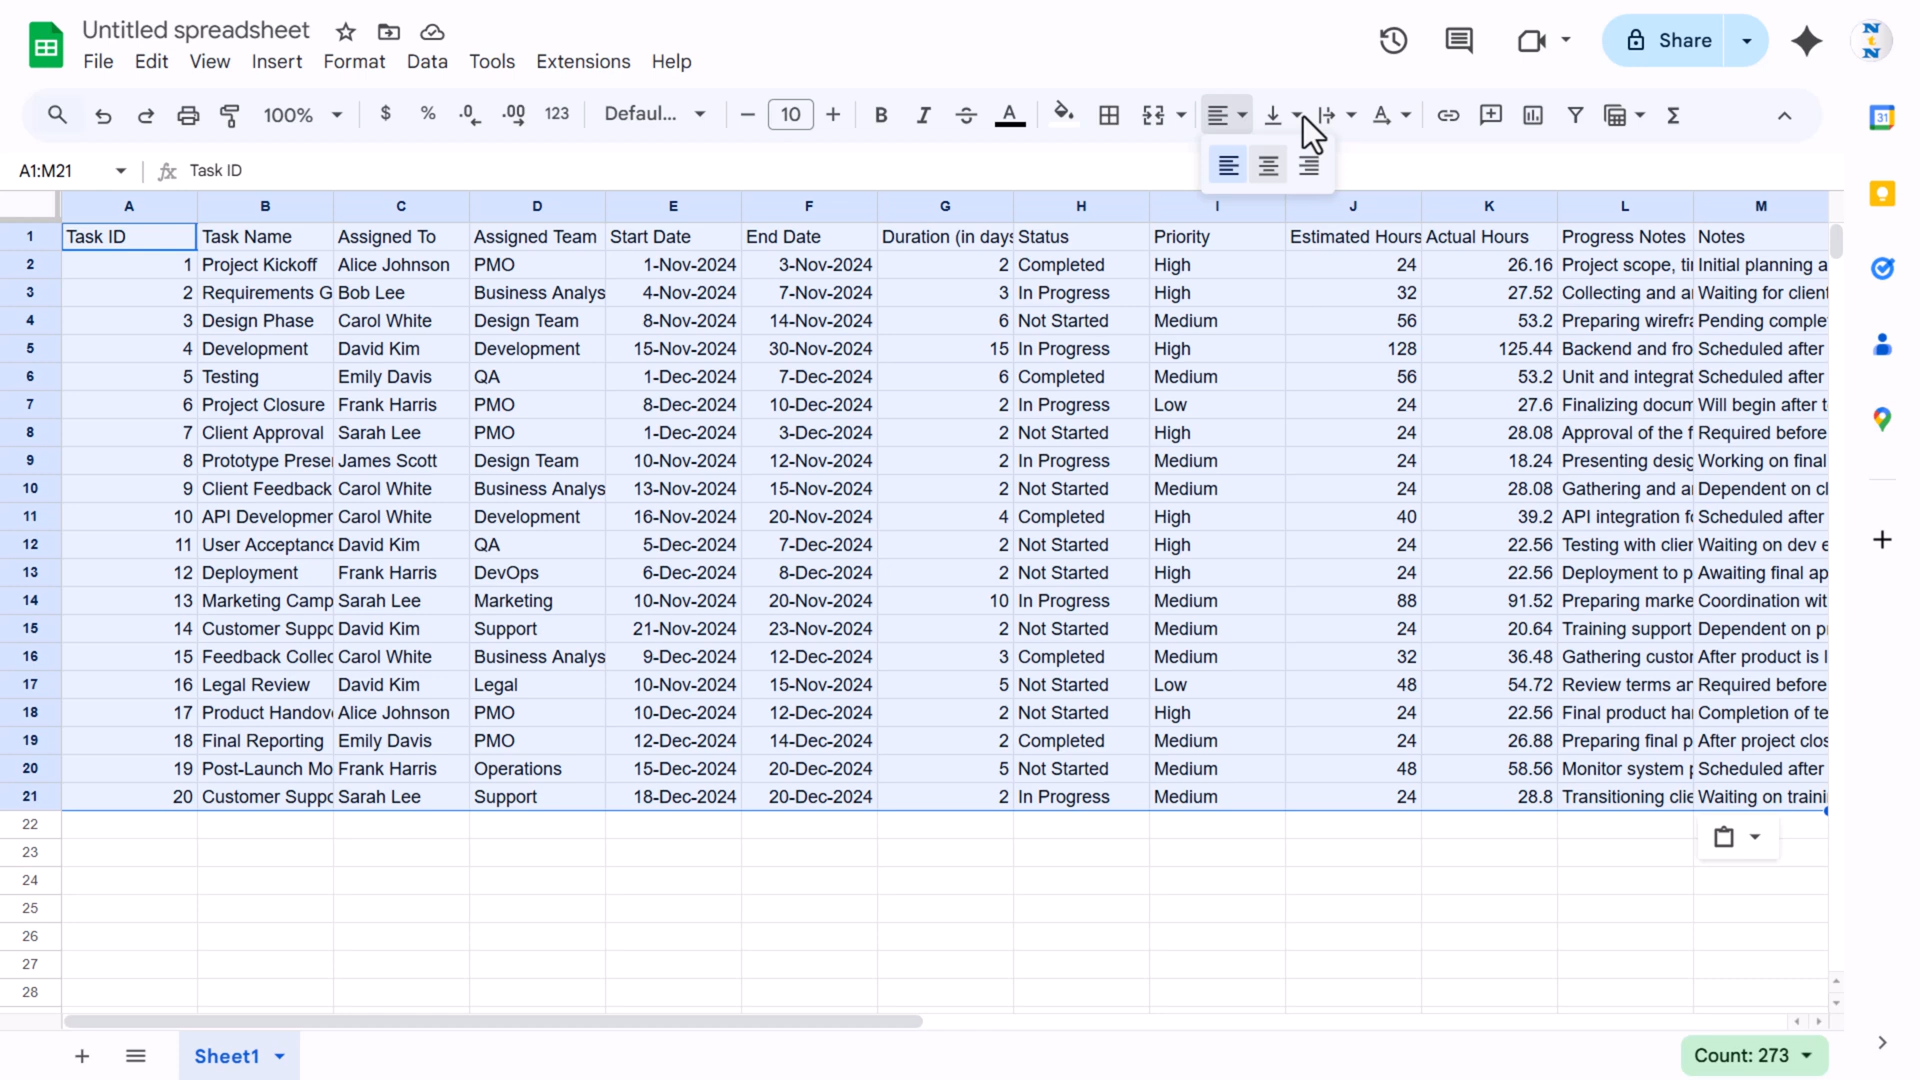 Untitled spreadsheet
File Edit View Insert Format Data Tools Extensions Help
Share
100% $ % .0 .00 123 Defaul... 10 B I A
A1:M21 fx Task ID
A B C D E F G H I J K L M
1 Task ID Task Name Assigned To Assigned Team Start Date End Date Duration (in days Status Priority Estimated Hours Actual Hours Progress Notes Notes
2 1 Project Kickoff Alice Johnson PMO 1-Nov-2024 3-Nov-2024 2 Completed High 24 26.16 Project scope, ti Initial planning a
3 2 Requirements G Bob Lee Business Analys 4-Nov-2024 7-Nov-2024 3 In Progress High 32 27.52 Collecting and a Waiting for client
4 3 Design Phase Carol White Design Team 8-Nov-2024 14-Nov-2024 6 Not Started Medium 56 53.2 Preparing wirefr Pending comple
5 4 Development David Kim Development 15-Nov-2024 30-Nov-2024 15 In Progress High 128 125.44 Backend and fro Scheduled after
6 5 Testing Emily Davis QA 1-Dec-2024 7-Dec-2024 6 Completed Medium 56 53.2 Unit and integrat Scheduled after
7 6 Project Closure Frank Harris PMO 8-Dec-2024 10-Dec-2024 2 In Progress Low 24 27.6 Finalizing docum Will begin after t
8 7 Client Approval Sarah Lee PMO 1-Dec-2024 3-Dec-2024 2 Not Started High 24 28.08 Approval of the f Required before
9 8 Prototype Prese James Scott Design Team 10-Nov-2024 12-Nov-2024 2 In Progress Medium 24 18.24 Presenting desig Working on final
10 9 Client Feedback Carol White Business Analys 13-Nov-2024 15-Nov-2024 2 Not Started Medium 24 28.08 Gathering and a Dependent on cl
11 10 API Developmer Carol White Development 16-Nov-2024 20-Nov-2024 4 Completed High 40 39.2 API integration f Scheduled after
12 11 User Acceptance David Kim QA 5-Dec-2024 7-Dec-2024 2 Not Started High 24 22.56 Testing with clier Waiting on dev e
13 12 Deployment Frank Harris DevOps 6-Dec-2024 8-Dec-2024 2 Not Started High 24 22.56 Deployment to p Awaiting final ap
14 13 Marketing Camp Sarah Lee Marketing 10-Nov-2024 20-Nov-2024 10 In Progress Medium 88 91.52 Preparing marke Coordination wit
15 14 Customer Suppo David Kim Support 21-Nov-2024 23-Nov-2024 2 Not Started Medium 24 20.64 Training support Dependent on p
16 15 Feedback Collec Carol White Business Analys 9-Dec-2024 12-Dec-2024 3 Completed Medium 32 36.48 Gathering custor After product is l
17 16 Legal Review David Kim Legal 10-Nov-2024 15-Nov-2024 5 Not Started Low 48 54.72 Review terms ar Required before
18 17 Product Handov Alice Johnson PMO 10-Dec-2024 12-Dec-2024 2 Not Started High 24 22.56 Final product ha Completion of te
19 18 Final Reporting Emily Davis PMO 12-Dec-2024 14-Dec-2024 2 Completed Medium 24 26.88 Preparing final p After project clos
20 19 Post-Launch Mo Frank Harris Operations 15-Dec-2024 20-Dec-2024 5 Not Started Medium 48 58.56 Monitor system Scheduled after
21 20 Customer Suppo Sarah Lee Support 18-Dec-2024 20-Dec-2024 2 In Progress Medium 24 28.8 Transitioning clie Waiting on traini
22
23
24
25
26
27
28
Sheet1
Count: 273
31
N t N